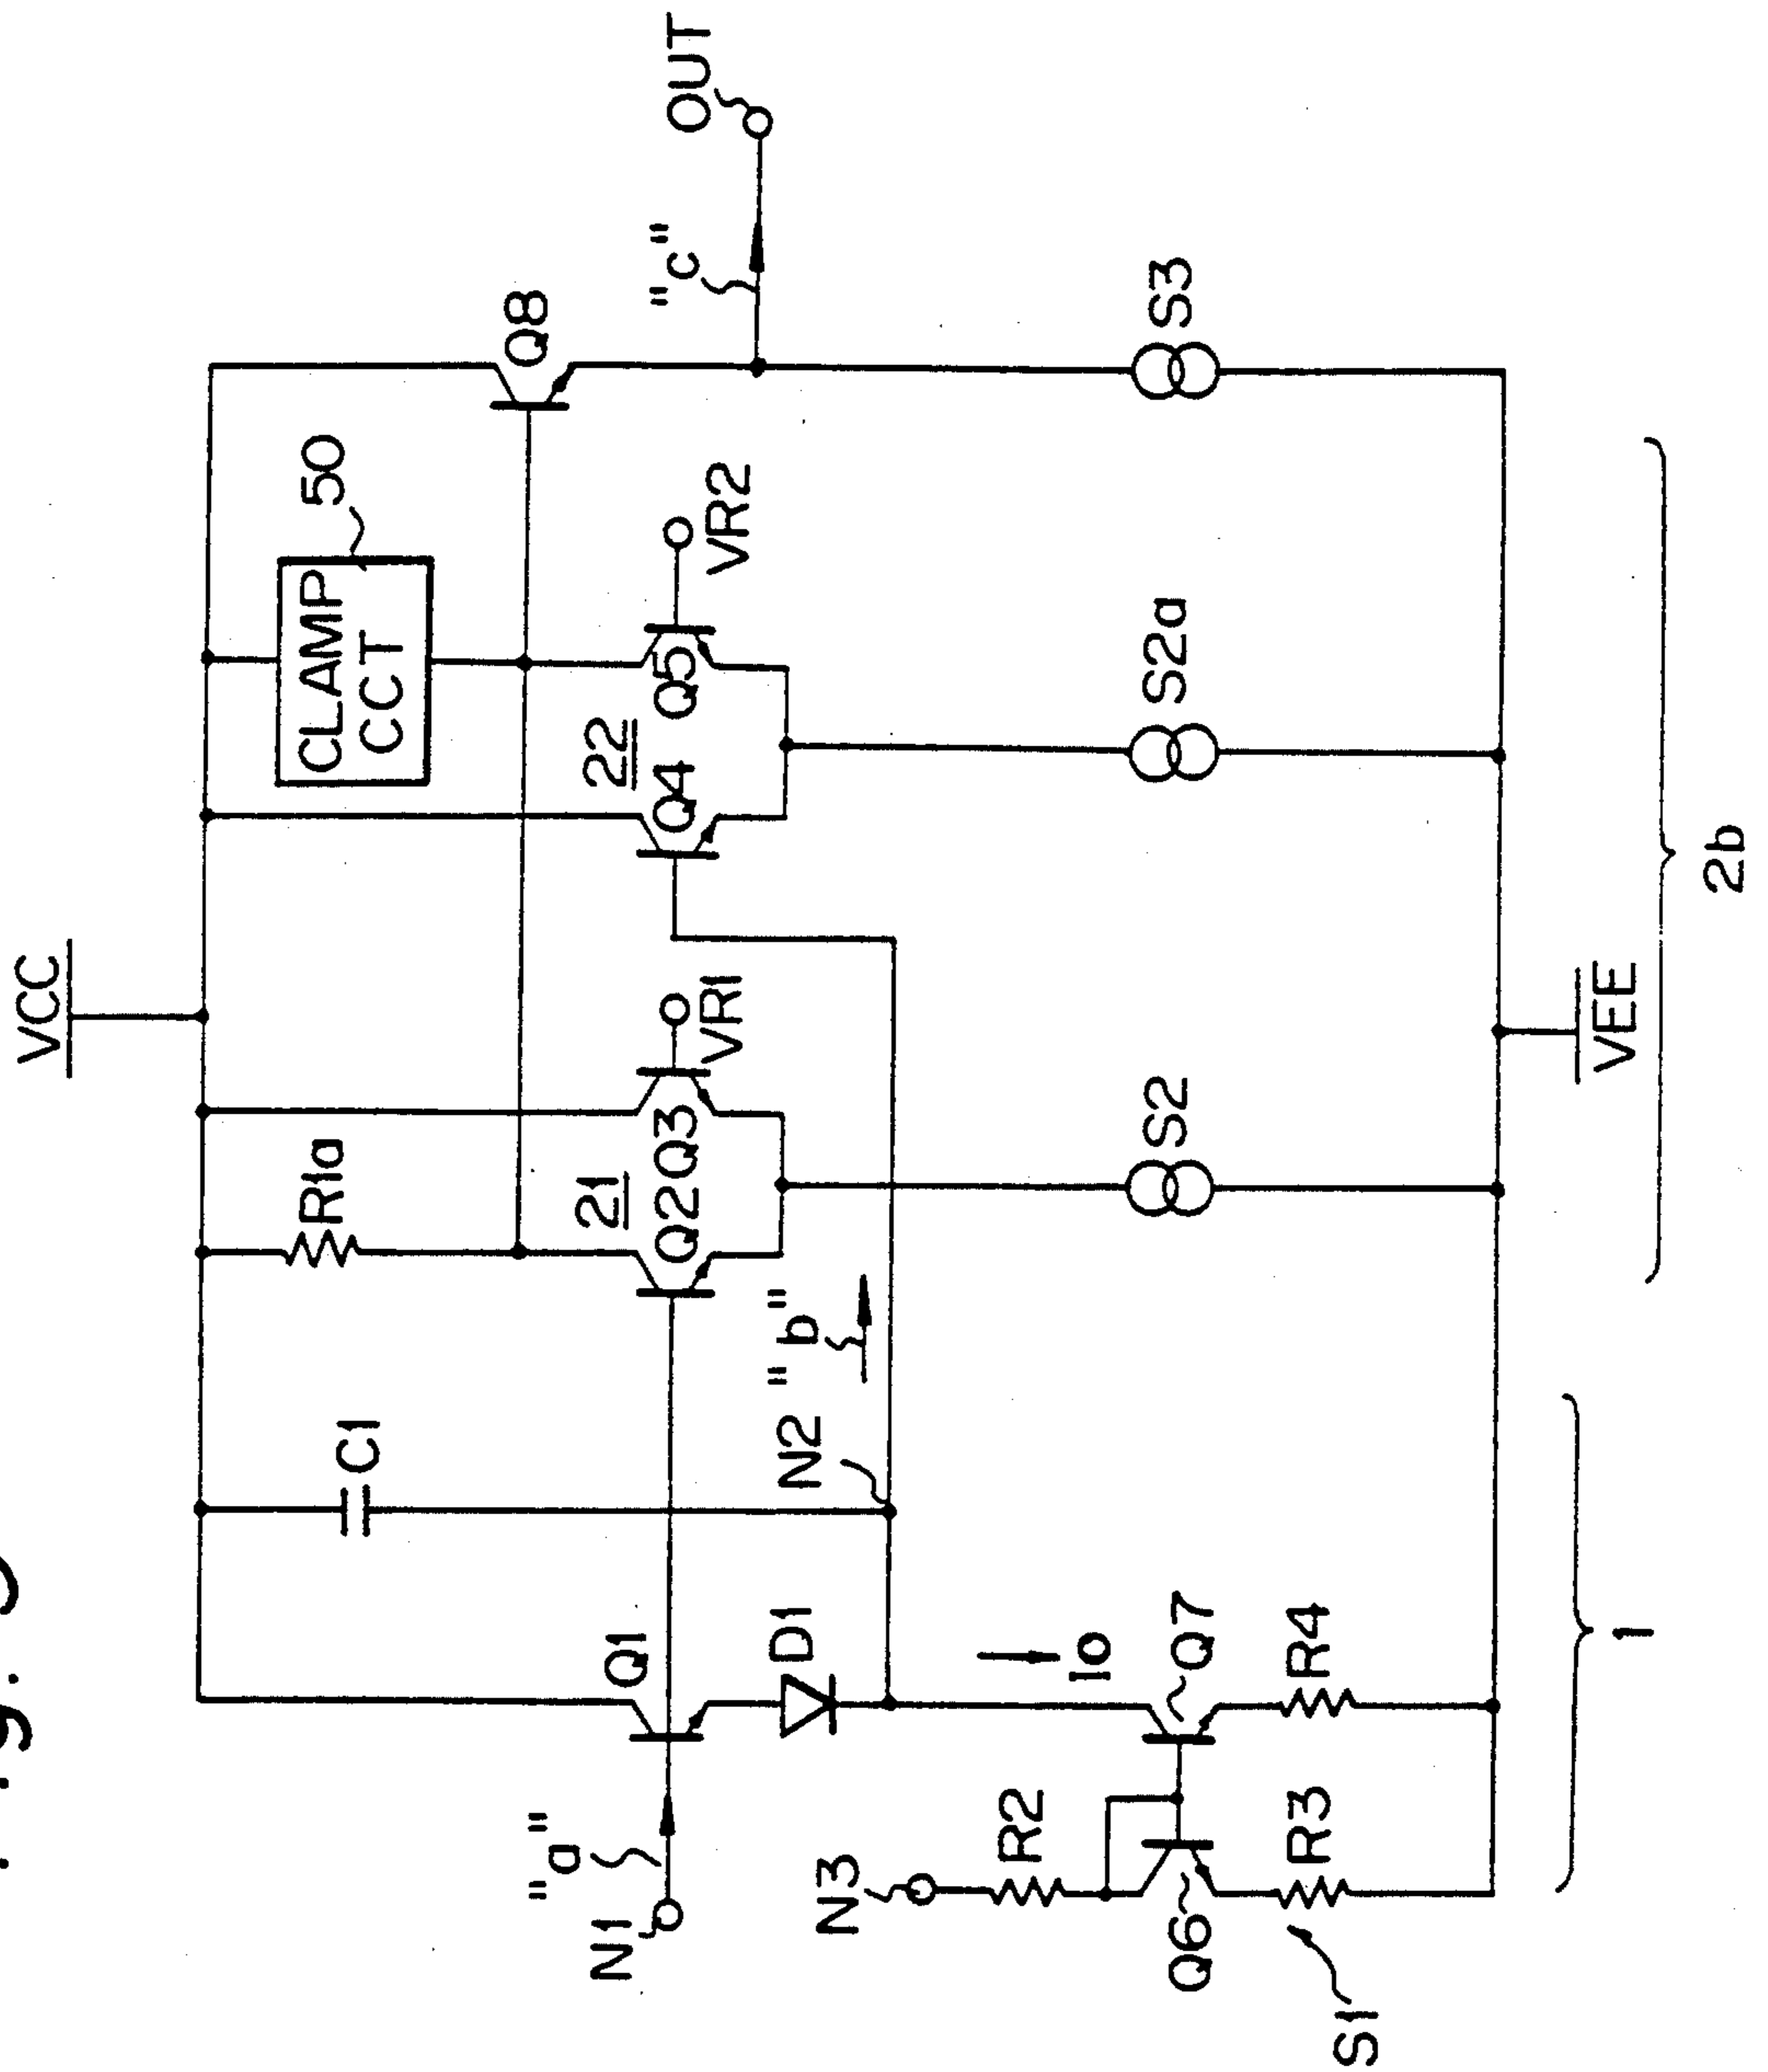 VCC
C1
R1a
CLAMP
CCT
50
Q1
"a"
N1
D1
21
Q2
Q3
VR1
22
Q4
Q5
VR2
Q8
"c"
OUT
N2
"b"
N3
R2
Io
Q6
Q7
R3
R4
S1
S2
S2a
S3
VEE
1
2b